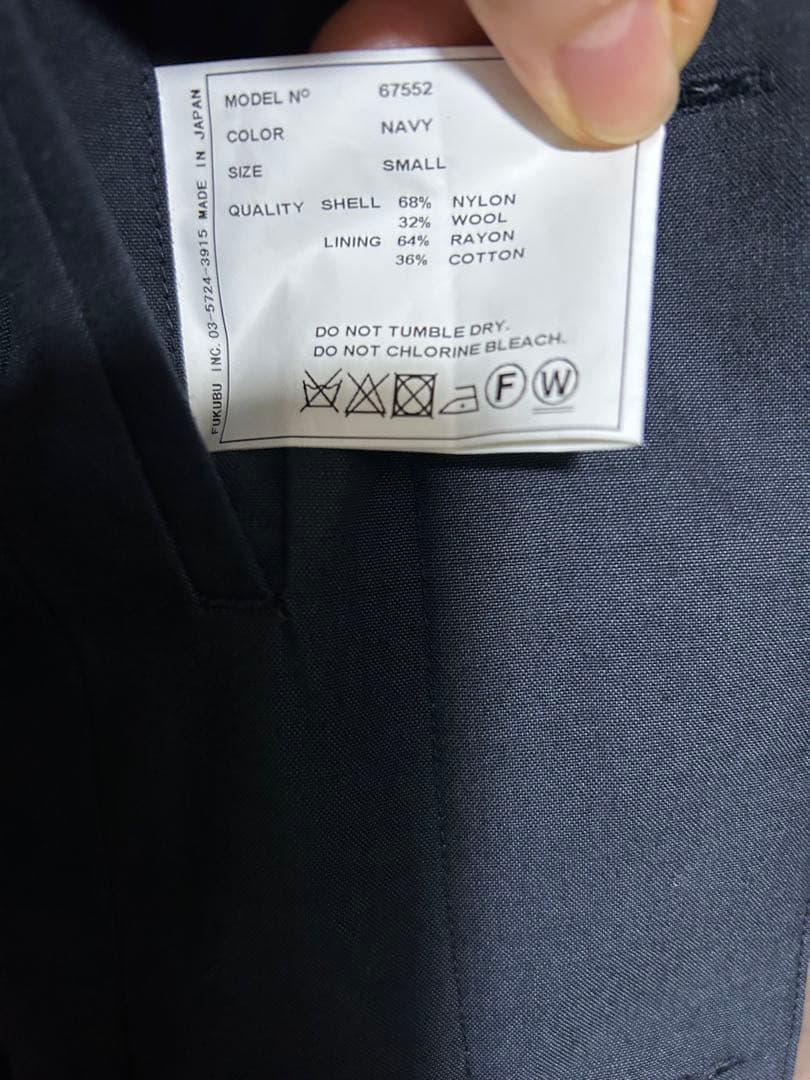 MODEL Nº 67552
COLOR NAVY
SIZE SMALL
QUALITY SHELL 68% NYLON
32% WOOL
LINING 64% RAYON
36% COTTON
DO NOT TUMBLE DRY.
DO NOT CHLORINE BLEACH.
F W
FUKUBU INC. 03-5724-3915 MADE IN JAPAN